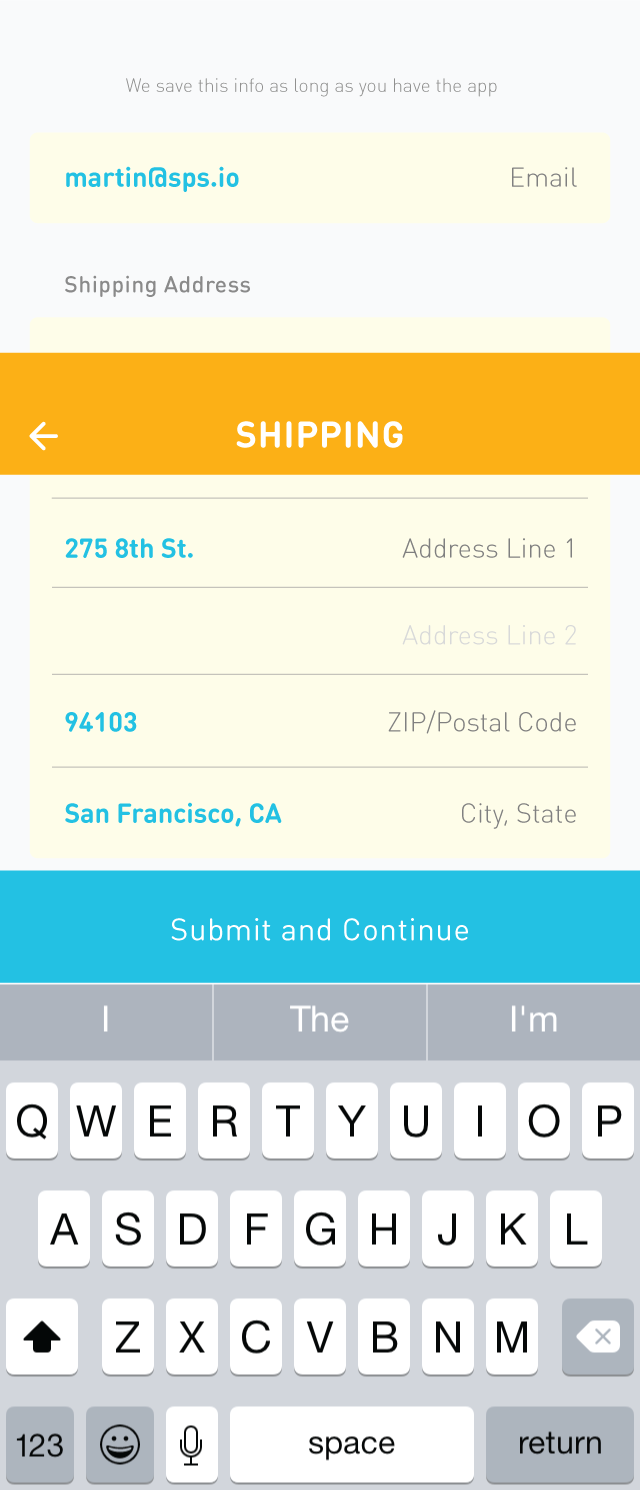 We save this info as long as you have the app
martin@sps.io Email
Shipping Address
SHIPPING
275 8th St. Address Line 1
Address Line 2
94103 ZIP/Postal Code
San Francisco, CA City, State
Submit and Continue
I The I'm
Q W E R T Y U I O P
A S D F G H J K L
Z X C V B N M
123 space return